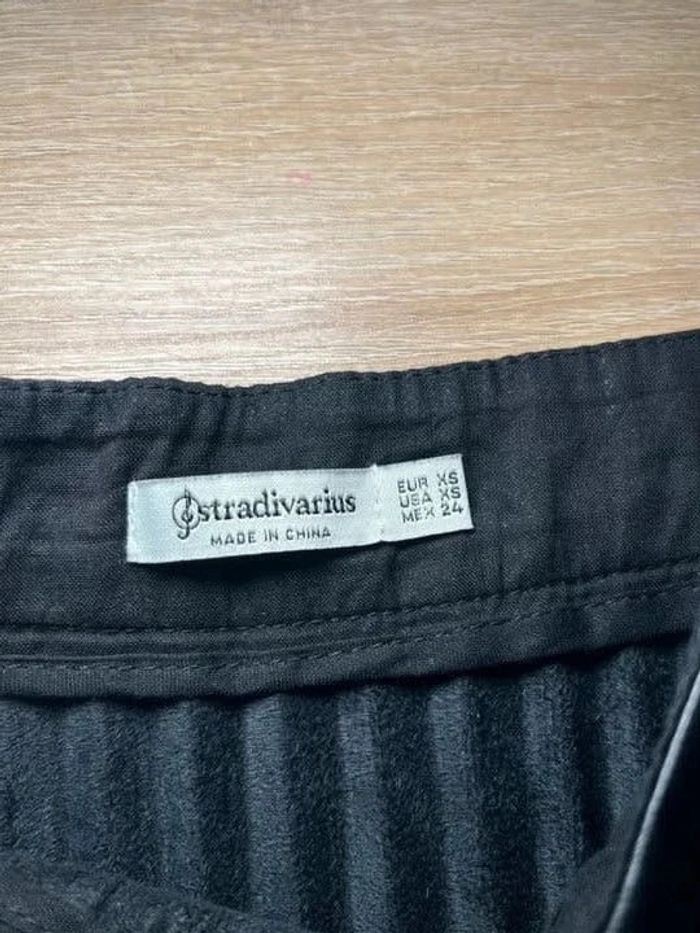 stradivarius
MADE IN CHINA
EUR XS
USA XS
MEX 24